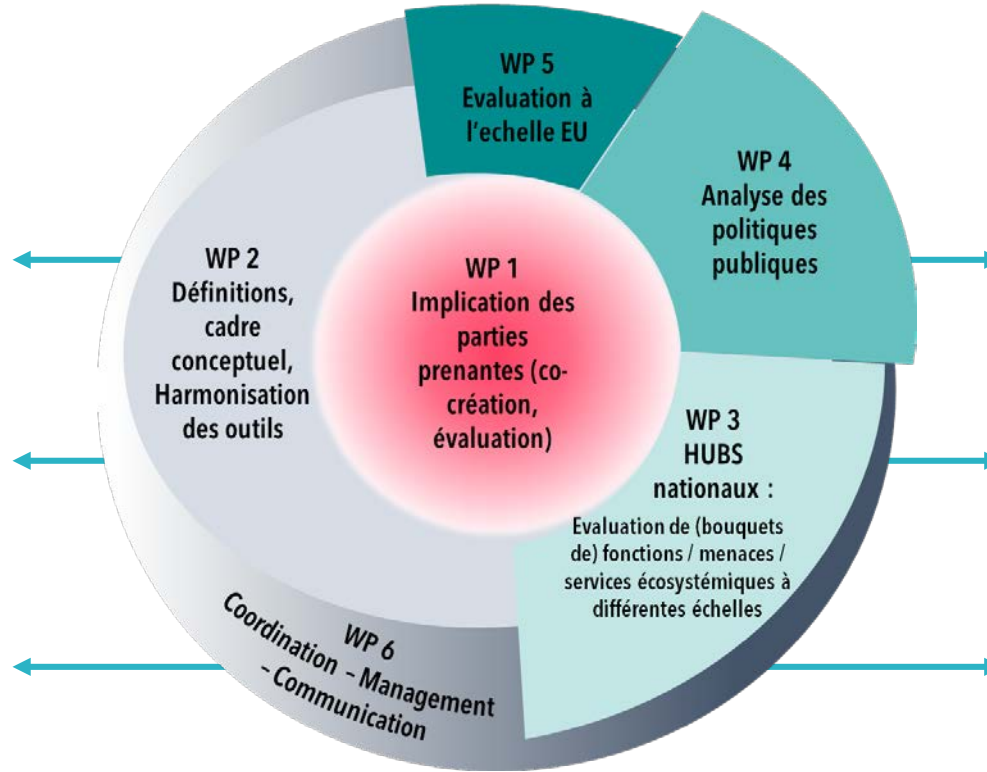 WP 5
Evaluation à
l'echelle EU
WP 4
Analyse des
politiques
publiques
WP 2
Définitions,
cadre
conceptuel,
Harmonisation
des outils
WP 1
Implication des
parties
prenantes (co-
création,
évaluation)
WP 3
HUBS
nationaux :
Evaluation de (bouquets
de) fonctions / menaces /
services écosystémiques à
différentes échelles
WP 6
Coordination – Management
– Communication